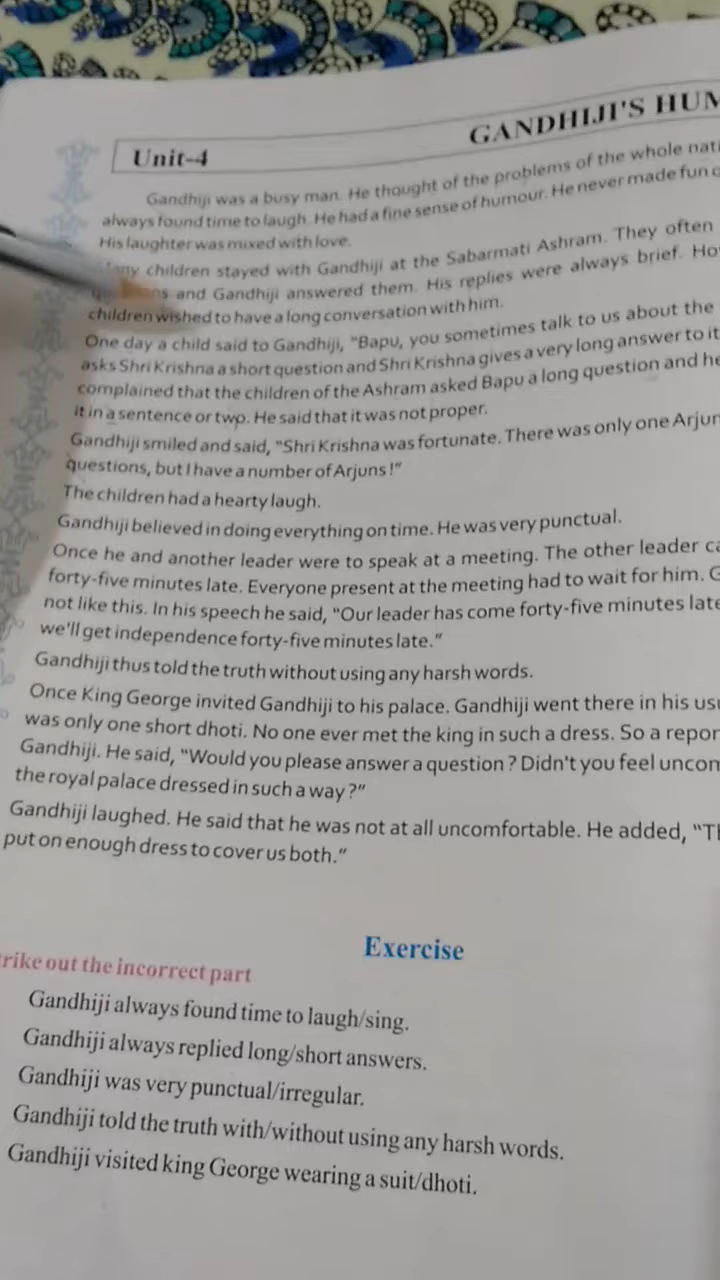 GANDHIJI'S HUM
Unit-4
Gandhiji was a busy man. He thought of the problems of the whole nati
always found time to laugh. He had a fine sense of humour. He never made fun o
His laughter was mixed with love.
Many children stayed with Gandhiji at the Sabarmati Ashram. They often
and Gandhiji answered them. His replies were always brief. Ho
children wished to have a long conversation with him.
One day a child said to Gandhiji, “Bapu, you sometimes talk to us about the
asks Shri Krishna a short question and Shri Krishna gives a very long answer to it
complained that the children of the Ashram asked Bapu a long question and he
it in a sentence or two. He said that it was not proper.
Gandhiji smiled and said, “Shri Krishna was fortunate. There was only one Arjun
questions, but I have a number of Arjuns !”
The children had a hearty laugh.
Gandhiji believed in doing everything on time. He was very punctual.
Once he and another leader were to speak at a meeting. The other leader ca
forty-five minutes late. Everyone present at the meeting had to wait for him. G
not like this. In his speech he said, “Our leader has come forty-five minutes late
we'll get independence forty-five minutes late.”
Gandhiji thus told the truth without using any harsh words.
Once King George invited Gandhiji to his palace. Gandhiji went there in his usu
was only one short dhoti. No one ever met the king in such a dress. So a repor
Gandhiji. He said, “Would you please answer a question ? Didn't you feel uncom
the royal palace dressed in such a way ?”
Gandhiji laughed. He said that he was not at all uncomfortable. He added, “Th
put on enough dress to cover us both.”
Exercise
rike out the incorrect part
Gandhiji always found time to laugh/sing.
Gandhiji always replied long/short answers.
Gandhiji was very punctual/irregular.
Gandhiji told the truth with/without using any harsh words.
Gandhiji visited king George wearing a suit/dhoti.